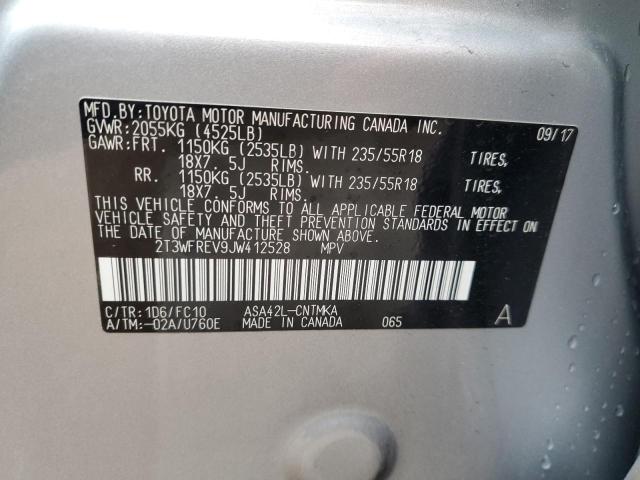 MFD.BY:TOYOTA MOTOR MANUFACTURING CANADA INC.
GVWR:2055KG (4525LB) 09/17
GAWR:FRT. 1150KG (2535LB) WITH 235/55R18 TIRES,
18X7. 5J RIMS.
RR. 1150KG (2535LB) WITH 235/55R18 TIRES,
18X7. 5J RIMS.
THIS VEHICLE CONFORMS TO ALL APPLICABLE FEDERAL MOTOR
VEHICLE SAFETY AND THEFT PREVENTION STANDARDS IN EFFECT ON
THE DATE OF MANUFACTURE SHOWN ABOVE.
2T3WFREV9JW412528 MPV
C/TR:1D6/FC10 ASA42L-CNTMKA
A/TM:-02A/U760E MADE IN CANADA 065 A